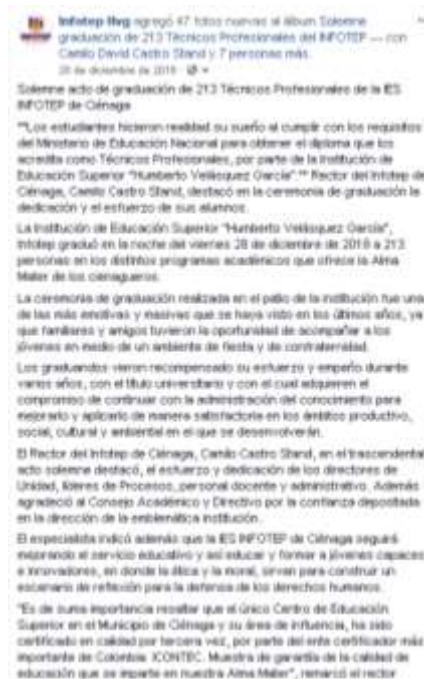 Infotep Hvg agregó 47 fotos nuevas al álbum Solemne
graduación de 213 Técnicos Profesionales del INFOTEP — con
Camilo David Castro Stand y 7 personas más.
28 de diciembre de 2018
Solemne acto de graduación de 213 Técnicos Profesionales de la IES
INFOTEP de Ciénaga
""Los estudiantes hicieron realidad su sueño al cumplir con los requisitos
del Ministerio de Educación Nacional para obtener el diploma que los
acredita como Técnicos Profesionales, por parte de la Institución de
Educación Superior "Humberto Velásquez García"."" Rector del Infotep de
Ciénaga, Camilo Castro Stand, destacó en la ceremonia de graduación la
dedicación y el esfuerzo de sus alumnos.
La Institución de Educación Superior "Humberto Velásquez García",
Infotep graduó en la noche del viernes 28 de diciembre de 2018 a 213
personas en los distintos programas académicos que ofrece la Alma
Mater de los cienagueros.
La ceremonia de graduación realizada en el patio de la institución fue una
de las más emotivas y masivas que se haya visto en los últimos años, ya
que familiares y amigos tuvieron la oportunidad de acompañar a los
jóvenes en medio de un ambiente de fiesta y de confraternidad.
Los graduandos vieron recompensado su esfuerzo y empeño durante
varios años, con el título universitario y con el cual adquieren el
compromiso de continuar con la administración del conocimiento para
mejorarlo y aplicarlo de manera satisfactoria en los ámbitos productivo,
social, cultural y ambiental en el que se desenvolverán.
El Rector del Infotep de Ciénaga, Camilo Castro Stand, en el trascendental
acto solemne destacó, el esfuerzo y dedicación de los directores de
Unidad, líderes de Procesos, personal docente y administrativo. Además
agradeció al Consejo Académico y Directivo por la confianza depositada
en la dirección de la emblemática institución.
El especialista indicó además que la IES INFOTEP de Ciénaga seguirá
mejorando el servicio educativo y así educar y formar a jóvenes capaces
e innovadores, en donde la ética y la moral, sirvan para construir un
escenario de reflexión para la defensa de los derechos humanos.
"Es de suma importancia resaltar que el único Centro de Educación
Superior en el Municipio de Ciénaga y su área de influencia, ha sido
certificado en calidad por tercera vez, por parte del ente certificador más
importante de Colombia: ICONTEC. Muestra de garantía de la calidad de
educación que se imparte en nuestra Alma Mater", remarcó el rector